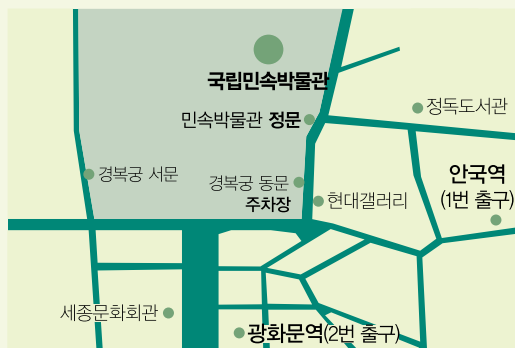 국립민속박물관
민속박물관 정문
정독도서관
경복궁 서문
안국역
(1번 출구)
경복궁 동문
주차장
현대갤러리
세종문화회관
광화문역(2번 출구)